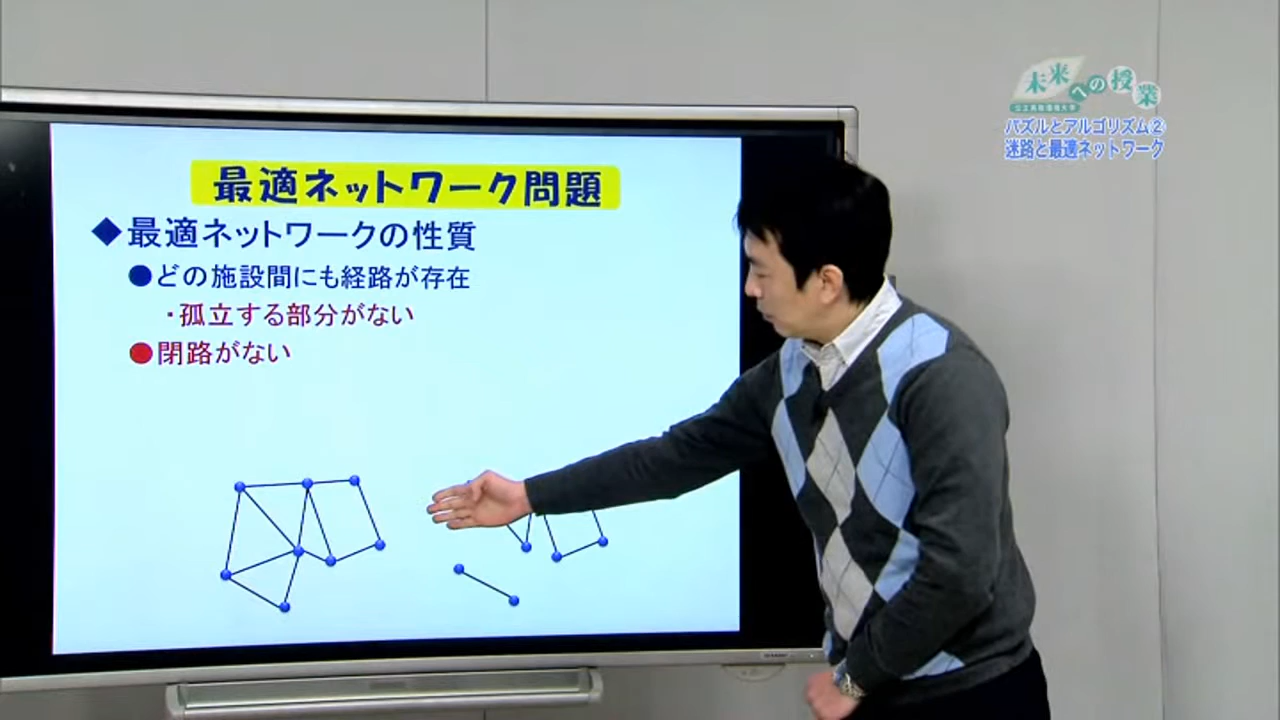 未来への授業
パズルとアルゴリズム②
迷路と最適ネットワーク
最適ネットワーク問題
◆最適ネットワークの性質
●どの施設間にも経路が存在
・孤立する部分がない
●閉路がない